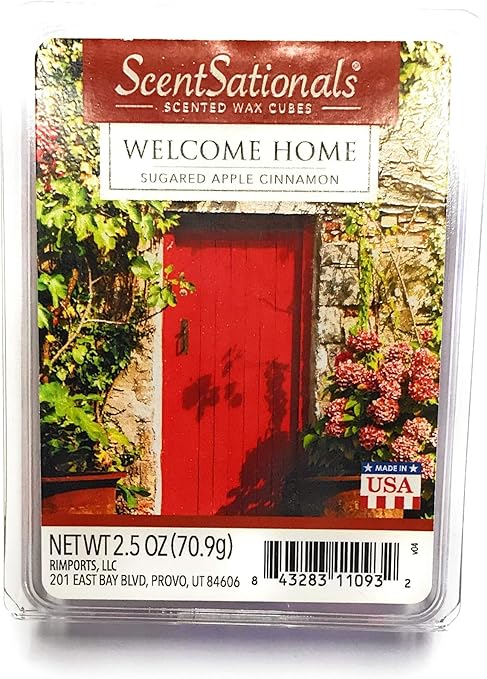 ScentSationals®
SCENTED WAX CUBES
WELCOME HOME
SUGARED APPLE CINNAMON
MADE IN
USA
NET WT 2.5 OZ (70.9g)
RIMPORTS, LLC
201 EAST BAY BLVD, PROVO, UT 84606
8 43283 11093 2
v04